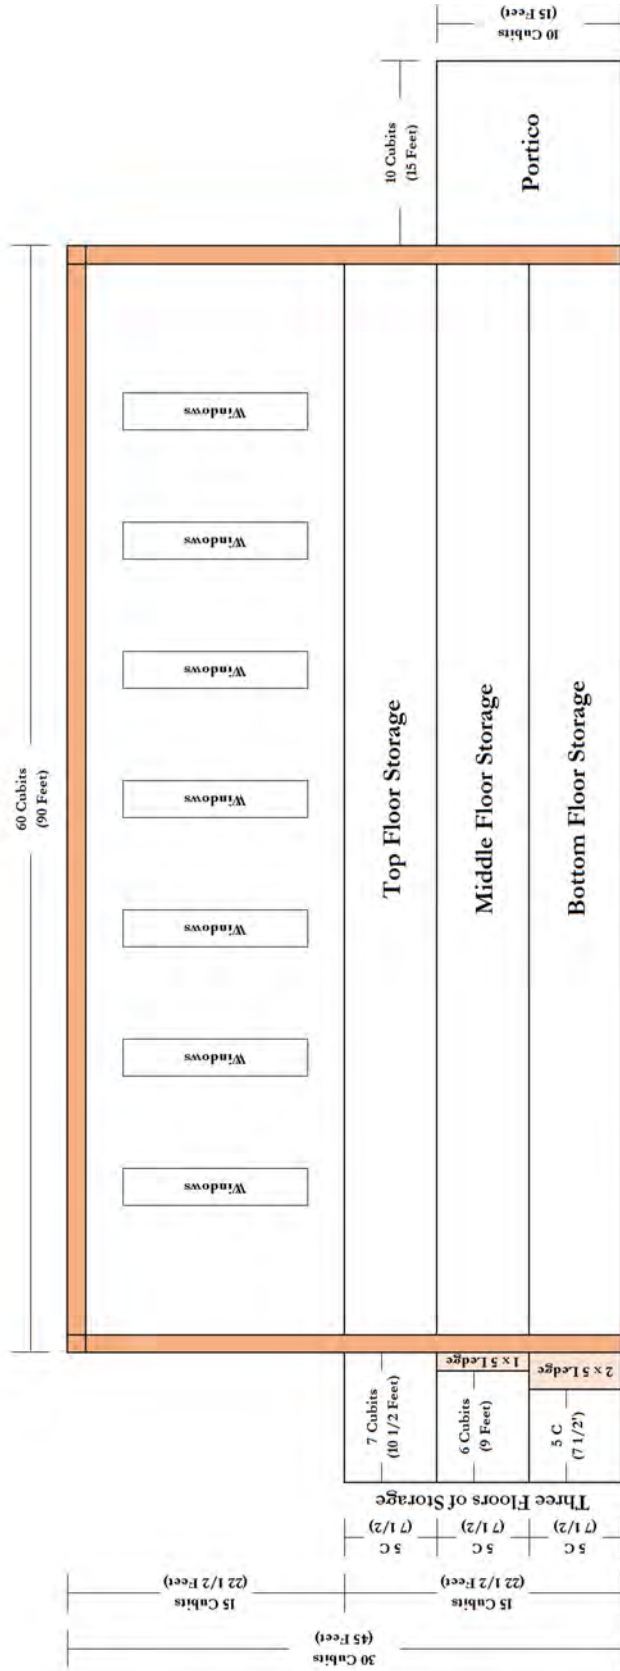 60 Cubits
(90 Feet)
10 Cubits
(15 Feet)
10 Cubits
(15 Feet)
Portico
Windows
Windows
Windows
Windows
Windows
Windows
Windows
Top Floor Storage
Middle Floor Storage
Bottom Floor Storage
7 Cubits
(10 1/2 Feet)
1 x 5 Ledge
6 Cubits
(9 Feet)
2 x 5 Ledge
5 C
(7 1/2')
Three Floors of Storage
5 C
(7 1/2)
5 C
(7 1/2)
5 C
(7 1/2)
15 Cubits
(22 1/2 Feet)
15 Cubits
(22 1/2 Feet)
30 Cubits
(45 Feet)